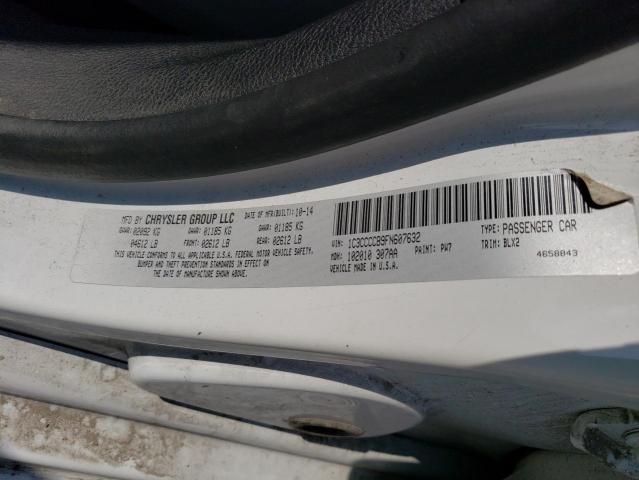 MFD BY CHRYSLER GROUP LLC DATE OF MFR(BUILT): 10-14
GVWR: 02092 KG GAWR: 01185 KG GAWR: 01185 KG
04612 LB FRONT: 02612 LB REAR: 02612 LB
THIS VEHICLE CONFORMS TO ALL APPLICABLE U.S.A. FEDERAL MOTOR VEHICLE SAFETY,
BUMPER AND THEFT PREVENTION STANDARDS IN EFFECT ON
THE DATE OF MANUFACTURE SHOWN ABOVE.
VIN: 1C3CCCCB9FN607632 TYPE: PASSENGER CAR
MDH: 102010 307AA PAINT: PW7 TRIM: BLX2
VEHICLE MADE IN U.S.A. 4658843